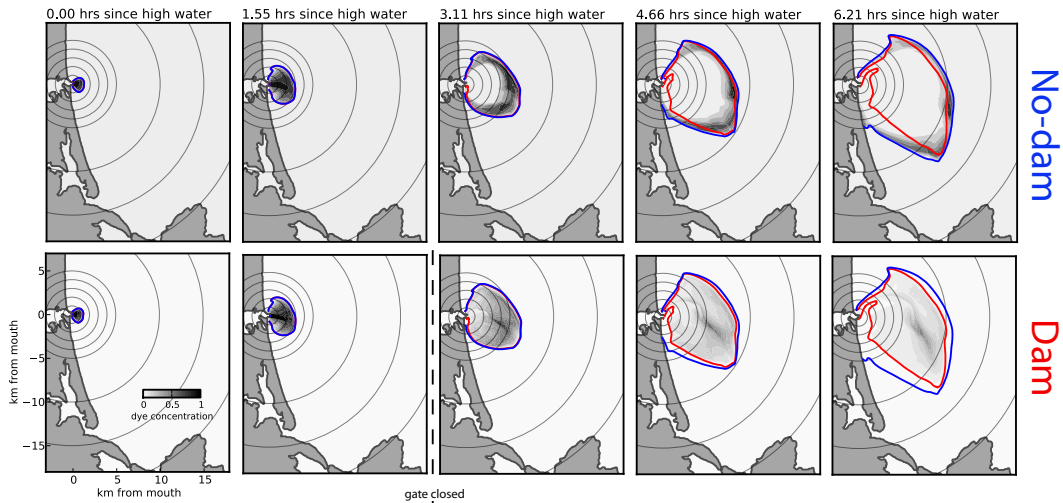 0.00 hrs since high water
1.55 hrs since high water
3.11 hrs since high water
4.66 hrs since high water
6.21 hrs since high water
No-dam
5
0
−5
−10
−15
km from mouth
0 0.5 1
dye concentration
0 5 10 15
km from mouth
Dam
gate closed